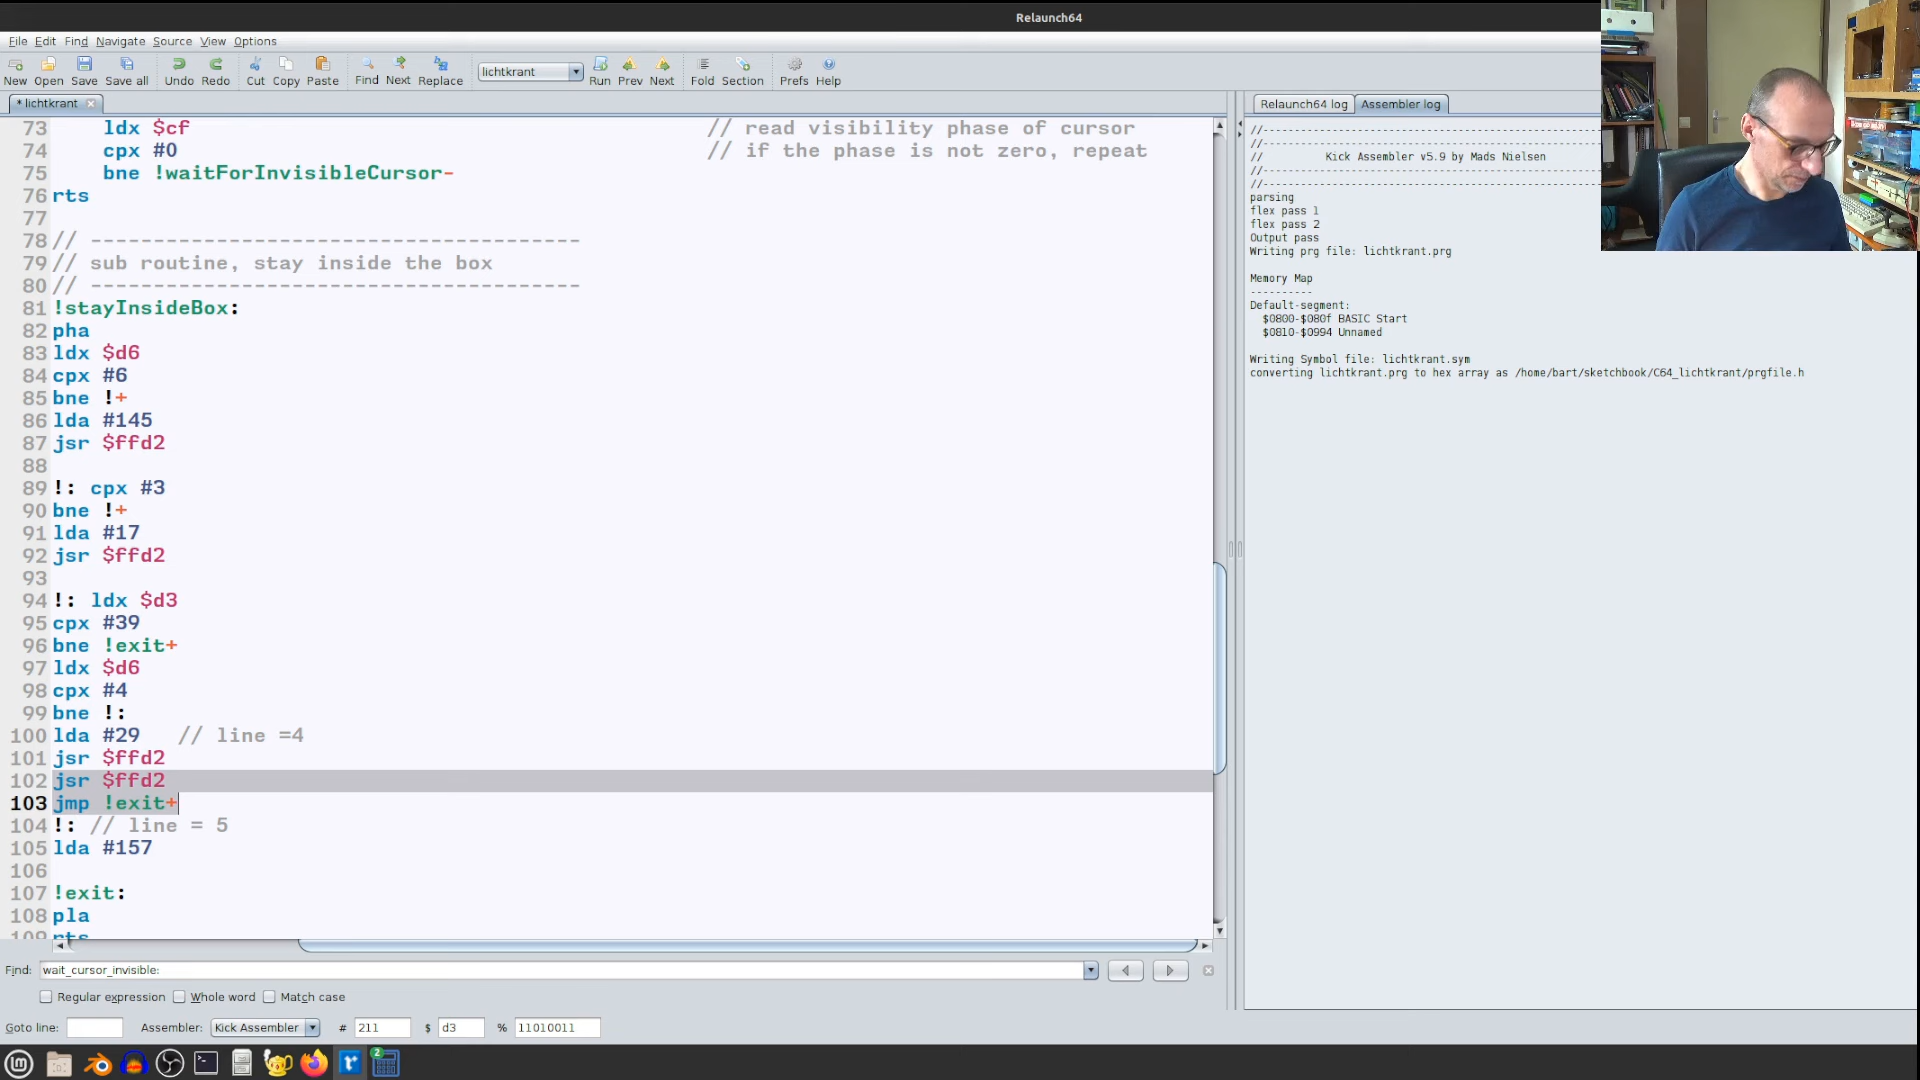 Relaunch64
File Edit Find Navigate Source View Options
New Open Save Save all Undo Redo Cut Copy Paste Find Next Replace lichtkrant Run Prev Next Fold Section Prefs Help
* lichtkrant
73 ldx $cf // read visibility phase of cursor
74 cpx #0 // if the phase is not zero, repeat
75 bne !waitForInvisibleCursor-
76 rts
77
78 // ---------------------------------------
79 // sub routine, stay inside the box
80 // ---------------------------------------
81 !stayInsideBox:
82 pha
83 ldx $d6
84 cpx #6
85 bne !+
86 lda #145
87 jsr $ffd2
88
89 !: cpx #3
90 bne !+
91 lda #17
92 jsr $ffd2
93
94 !: ldx $d3
95 cpx #39
96 bne !exit+
97 ldx $d6
98 cpx #4
99 bne !:
100 lda #29 // line =4
101 jsr $ffd2
102 jsr $ffd2
103 jmp !exit+
104 !: // line = 5
105 lda #157
106
107 !exit:
108 pla
109 rts
Relaunch64 log Assembler log
//------------------------------------------------------
//------------------------------------------------------
// Kick Assembler v5.9 by Mads Nielsen
//------------------------------------------------------
//------------------------------------------------------
parsing
flex pass 1
flex pass 2
Output pass
Writing prg file: lichtkrant.prg
Memory Map
----------
Default-segment:
$0800-$080f BASIC Start
$0810-$0994 Unnamed
Writing Symbol file: lichtkrant.sym
converting lichtkrant.prg to hex array as /home/bart/sketchbook/C64_lichtkrant/prgfile.h
Find: wait_cursor_invisible:
Regular expression Whole word Match case
Goto line: Assembler: Kick Assembler # 211 $ d3 % 11010011
2